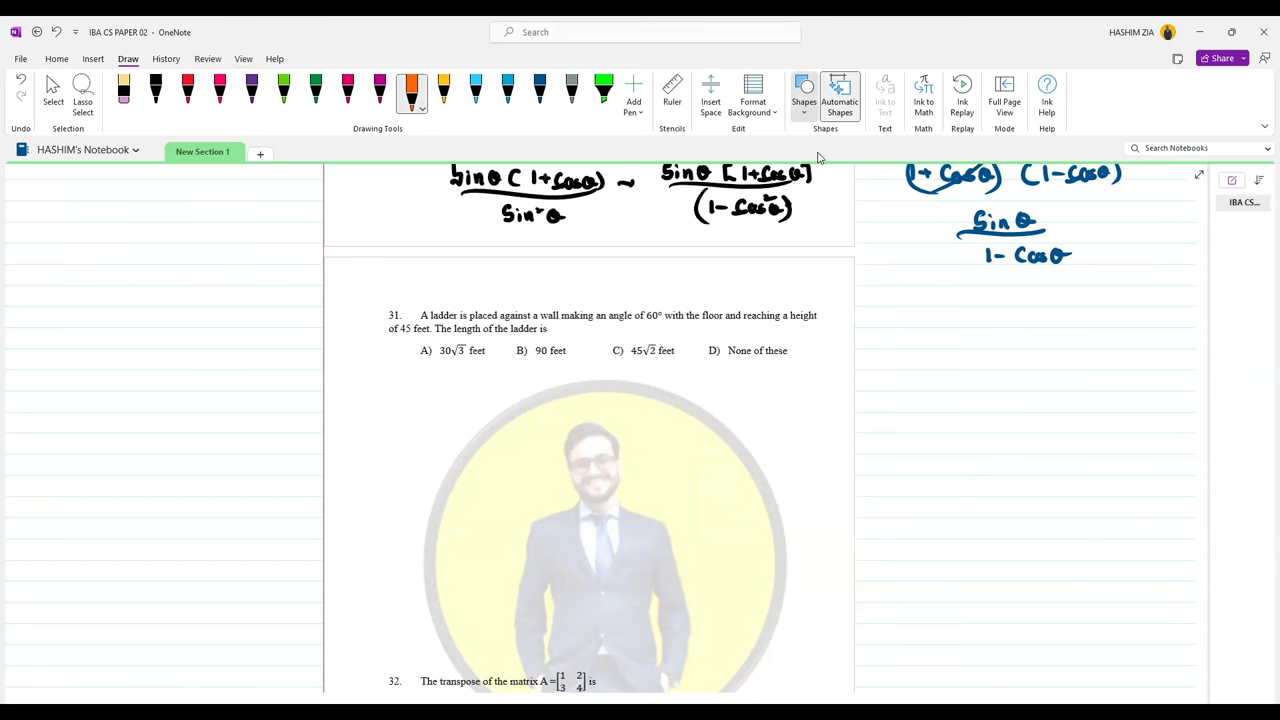 IBA CS PAPER 02 - OneNote
Search
HASHIM ZIA
File Home Insert Draw History Review View Help
Share
Select
Lasso Select
Add Pen
Ruler
Insert Space
Format Background
Shapes
Automatic Shapes
Ink to Text
Ink to Math
Ink Replay
Full Page View
Ink Help
Undo Selection Drawing Tools Stencils Edit Shapes Text Math Replay Mode Help
HASHIM's Notebook New Section 1 + Search Notebooks
IBA CS...
Sinθ (1+Cosθ) ~ Sinθ [1+Cosθ] (1+Cosθ) (1-Cosθ)
Sin²θ (1-Cos²θ)
Sinθ
1-Cosθ
31. A ladder is placed against a wall making an angle of 60° with the floor and reaching a height
of 45 feet. The length of the ladder is
A) 30√3 feet B) 90 feet C) 45√2 feet D) None of these
32. The transpose of the matrix A =[1 2
3 4] is